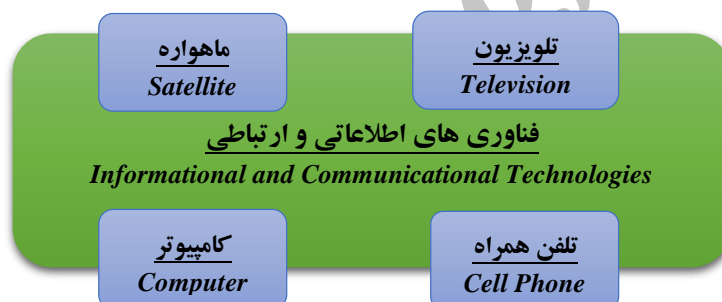 ماهواره
Satellite
تلویزیون
Television
فناوری های اطلاعاتی و ارتباطی
Informational and Communicational Technologies
کامپیوتر
Computer
تلفن همراه
Cell Phone